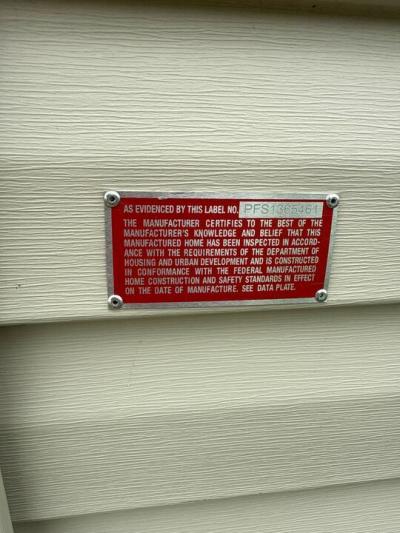 AS EVIDENCED BY THIS LABEL NO. PFS1365461
THE MANUFACTURER CERTIFIES TO THE BEST OF THE
MANUFACTURER'S KNOWLEDGE AND BELIEF THAT THIS
MANUFACTURED HOME HAS BEEN INSPECTED IN ACCORD-
ANCE WITH THE REQUIREMENTS OF THE DEPARTMENT OF
HOUSING AND URBAN DEVELOPMENT AND IS CONSTRUCTED
IN CONFORMANCE WITH THE FEDERAL MANUFACTURED
HOME CONSTRUCTION AND SAFETY STANDARDS IN EFFECT
ON THE DATE OF MANUFACTURE. SEE DATA PLATE.